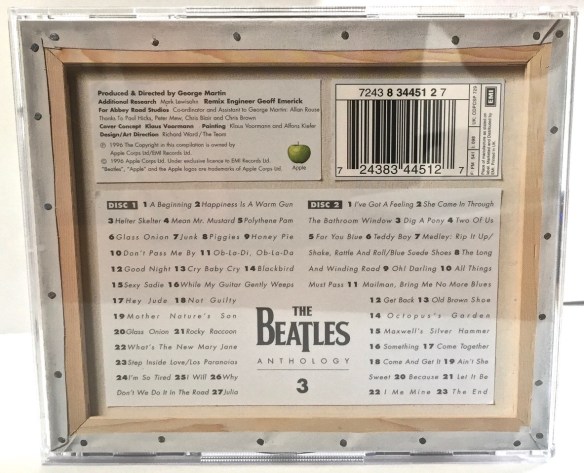 Produced & Directed by George Martin
Additional Research Mark Lewisohn Remix Engineer Geoff Emerick
For Abbey Road Studios Co-ordinator and Assistant to George Martin: Allan Rouse
Thanks To Paul Hicks, Peter Mew, Chris Blair and Chris Brown
Cover Concept Klaus Voormann Painting Klaus Voormann and Alfons Kiefer
Design/Art Direction Richard Ward/The Team
℗ 1996 The Copyright in this compilation is owned by
Apple Corps Ltd/EMI Records Ltd.
© 1996 Apple Corps Ltd. Under exclusive licence to EMI Records Ltd.
"Beatles", "Apple" and the Apple logo are trademarks of Apple Corps Ltd.
Apple
7243 8 34451 2 7
7 24383 44512 7
EMI
DISC 1 1 A Beginning 2 Happiness Is A Warm Gun
3 Helter Skelter 4 Mean Mr. Mustard 5 Polythene Pam
6 Glass Onion 7 Junk 8 Piggies 9 Honey Pie
10 Don't Pass Me By 11 Ob-La-Di, Ob-La-Da
12 Good Night 13 Cry Baby Cry 14 Blackbird
15 Sexy Sadie 16 While My Guitar Gently Weeps
17 Hey Jude 18 Not Guilty
19 Mother Nature's Son
20 Glass Onion 21 Rocky Raccoon
22 What's The New Mary Jane
23 Step Inside Love/Los Paranoias
24 I'm So Tired 25 I Will 26 Why
Don't We Do It In The Road 27 Julia
THE
BEATLES
ANTHOLOGY
3
DISC 2 1 I've Got A Feeling 2 She Came In Through
The Bathroom Window 3 Dig A Pony 4 Two Of Us
5 For You Blue 6 Teddy Boy 7 Medley: Rip It Up/
Shake, Rattle And Roll/Blue Suede Shoes 8 The Long
And Winding Road 9 Oh! Darling 10 All Things
Must Pass 11 Mailman, Bring Me No More Blues
12 Get Back 13 Old Brown Shoe
14 Octopus's Garden
15 Maxwell's Silver Hammer
16 Something 17 Come Together
18 Come And Get It 19 Ain't She
Sweet 20 Because 21 Let It Be
22 I Me Mine 23 The End